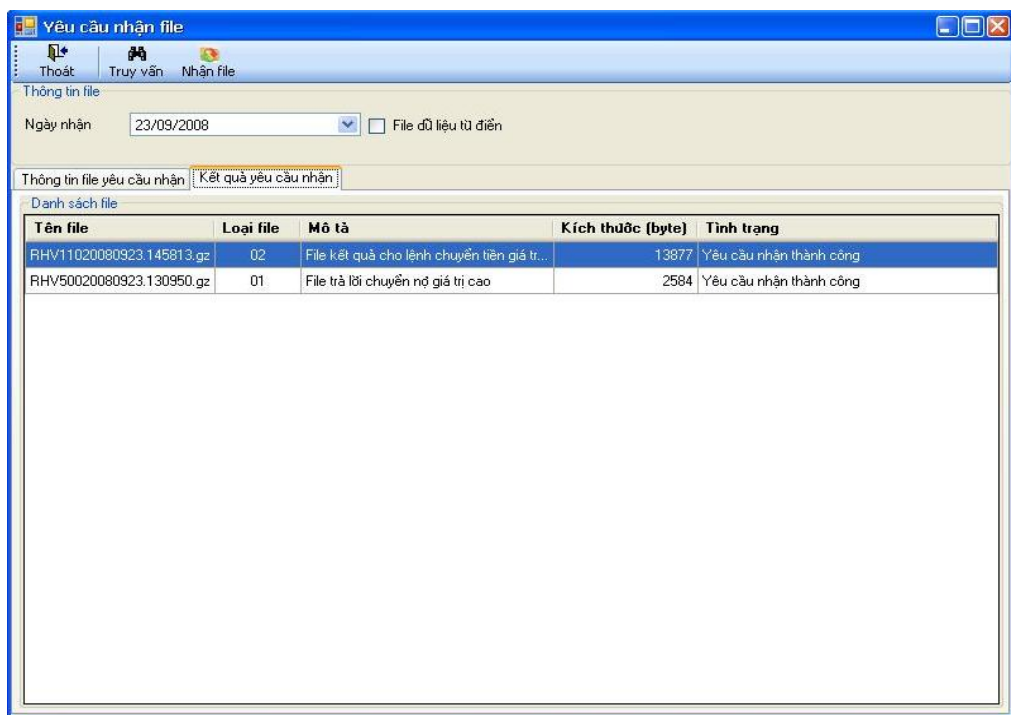 Yêu cầu nhận file
Thoát Truy vấn Nhận file
Thông tin file
Ngày nhận 23/09/2008 File dữ liệu từ điển
Thông tin file yêu cầu nhận Kết quả yêu cầu nhận
Danh sách file
Tên file Loại file Mô tả Kích thước (byte) Tình trạng
RHV11020080923.145813.gz 02 File kết quả cho lệnh chuyển tiền giá tr... 13877 Yêu cầu nhận thành công
RHV50020080923.130950.gz 01 File trả lời chuyển nợ giá trị cao 2584 Yêu cầu nhận thành công